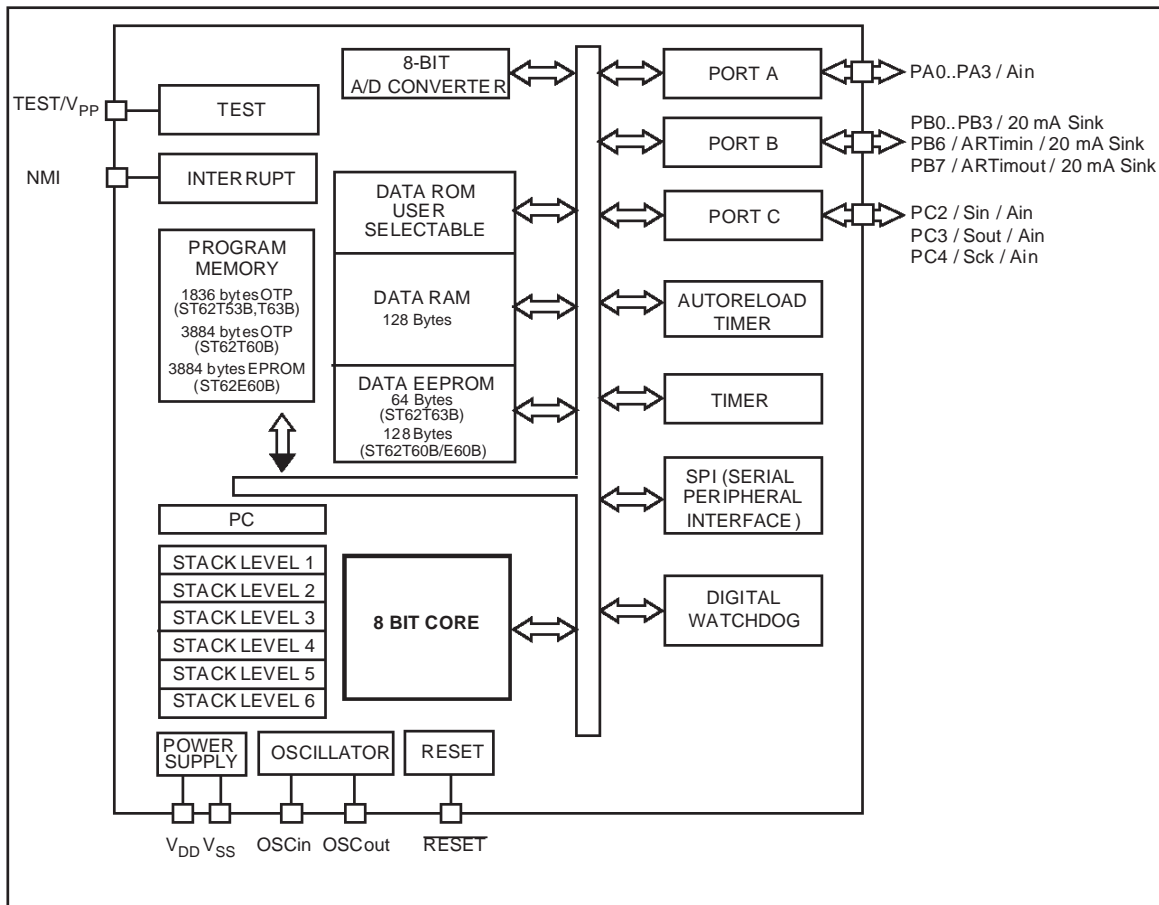 8-BIT
A/D CONVERTER
PORT A
PA0..PA3 / Ain
TEST/VPP
TEST
PORT B
PB0..PB3 / 20 mA Sink
PB6 / ARTimin / 20 mA Sink
PB7 / ARTimout / 20 mA Sink
NMI
INTERRUPT
DATA ROM
USER
SELECTABLE
PORT C
PC2 / Sin / Ain
PC3 / Sout / Ain
PC4 / Sck / Ain
PROGRAM
MEMORY
1836 bytes OTP
(ST62T53B,T63B)
3884 bytes OTP
(ST62T60B)
3884 bytes EPROM
(ST62E60B)
DATA RAM
128 Bytes
AUTORELOAD
TIMER
DATA EEPROM
64 Bytes
(ST62T63B)
128 Bytes
(ST62T60B/E60B)
TIMER
SPI (SERIAL
PERIPHERAL
INTERFACE)
PC
STACK LEVEL 1
STACK LEVEL 2
STACK LEVEL 3
STACK LEVEL 4
STACK LEVEL 5
STACK LEVEL 6
8 BIT CORE
DIGITAL
WATCHDOG
POWER
SUPPLY
OSCILLATOR
RESET
VDD VSS
OSCin
OSCout
RESET